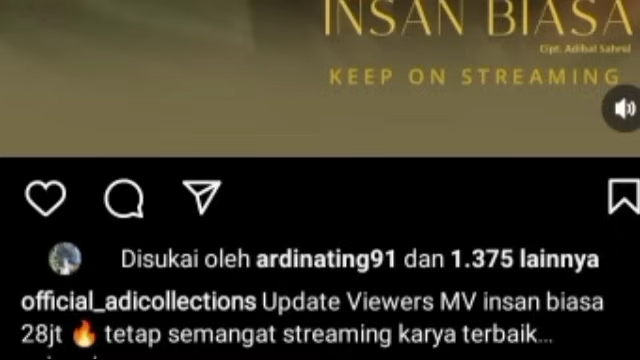 INSAN BIASA
Cipt. Adibal Sahrul
KEEP ON STREAMING
Disukai oleh ardinating91 dan 1.375 lainnya
official_adicollections Update Viewers MV insan biasa
28jt 🔥 tetap semangat streaming karya terbaik...